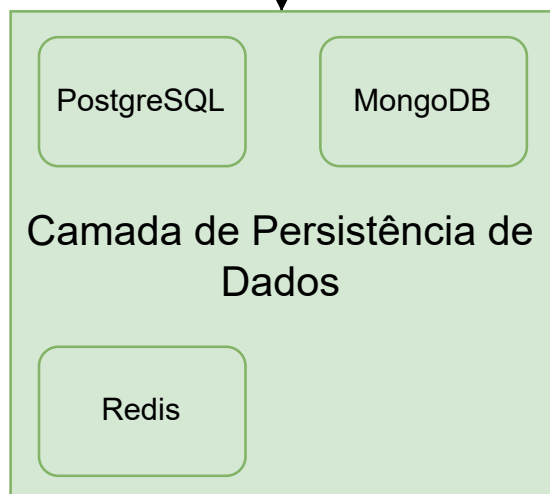 PostgreSQL
MongoDB
Camada de Persistência de
Dados
Redis